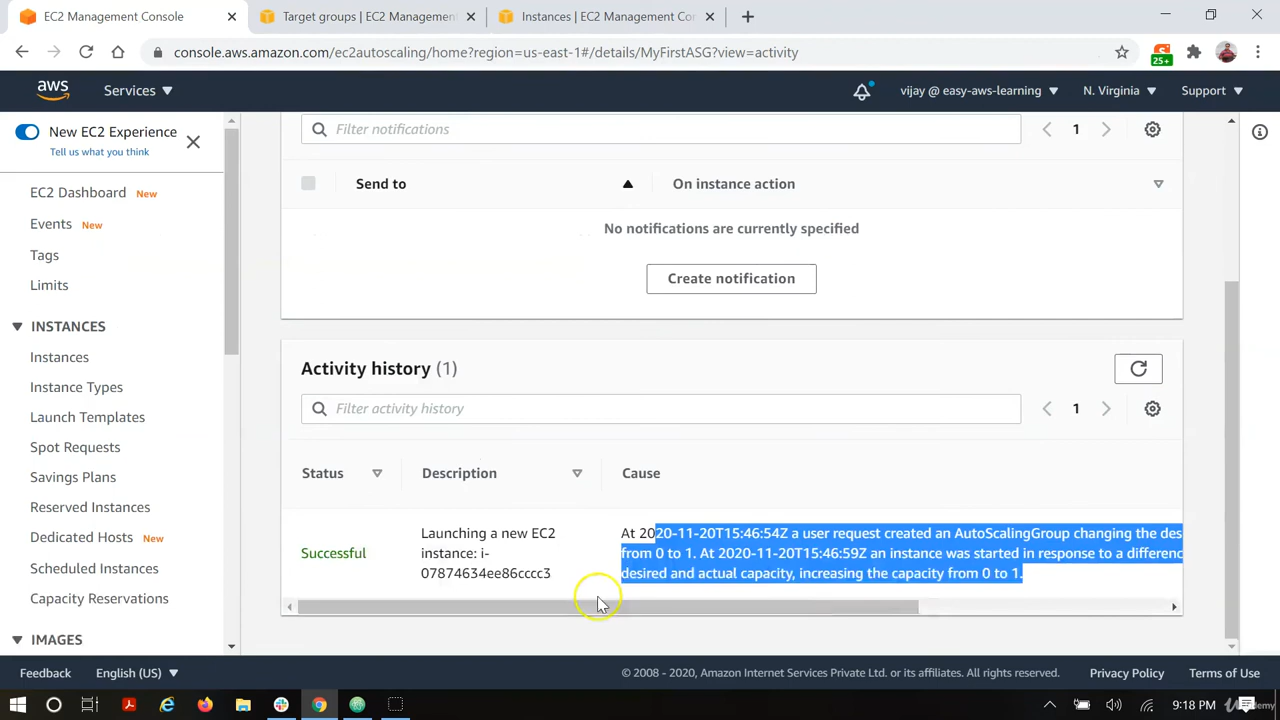 EC2 Management Console
Target groups | EC2 Management
Instances | EC2 Management Con
console.aws.amazon.com/ec2autoscaling/home?region=us-east-1#/details/MyFirstASG?view=activity
25+
aws
Services
vijay @ easy-aws-learning
N. Virginia
Support
New EC2 Experience
Tell us what you think
EC2 Dashboard New
Events New
Tags
Limits
INSTANCES
Instances
Instance Types
Launch Templates
Spot Requests
Savings Plans
Reserved Instances
Dedicated Hosts New
Scheduled Instances
Capacity Reservations
IMAGES
Filter notifications
1
Send to
On instance action
No notifications are currently specified
Create notification
Activity history (1)
Filter activity history
1
Status
Description
Cause
Successful
Launching a new EC2
instance: i-
07874634ee86cccc3
At 2020-11-20T15:46:54Z a user request created an AutoScalingGroup changing the des
from 0 to 1. At 2020-11-20T15:46:59Z an instance was started in response to a differenc
desired and actual capacity, increasing the capacity from 0 to 1.
Feedback
English (US)
© 2008 - 2020, Amazon Internet Services Private Ltd. or its affiliates. All rights reserved.
Privacy Policy
Terms of Use
9:18 PM